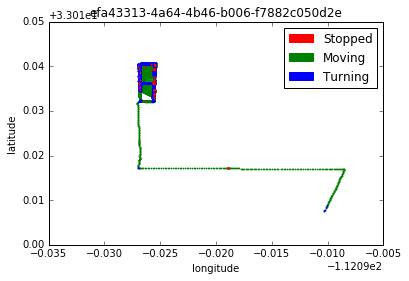 efa43313-4a64-4b46-b006-f7882c050d2e
+3.301e1
0.05
0.04
0.03
0.02
0.01
0.00
latitude
Stopped
Moving
Turning
−0.035 −0.030 −0.025 −0.020 −0.015 −0.010 −0.005
longitude
−1.1209e2